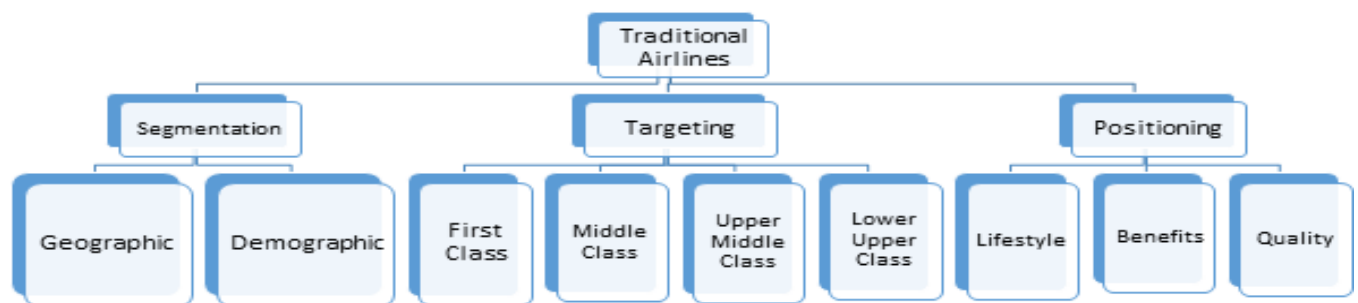 Traditional
Airlines
Segmentation
Targeting
Positioning
Geographic
Demographic
First
Class
Middle
Class
Upper
Middle
Class
Lower
Upper
Class
Lifestyle
Benefits
Quality